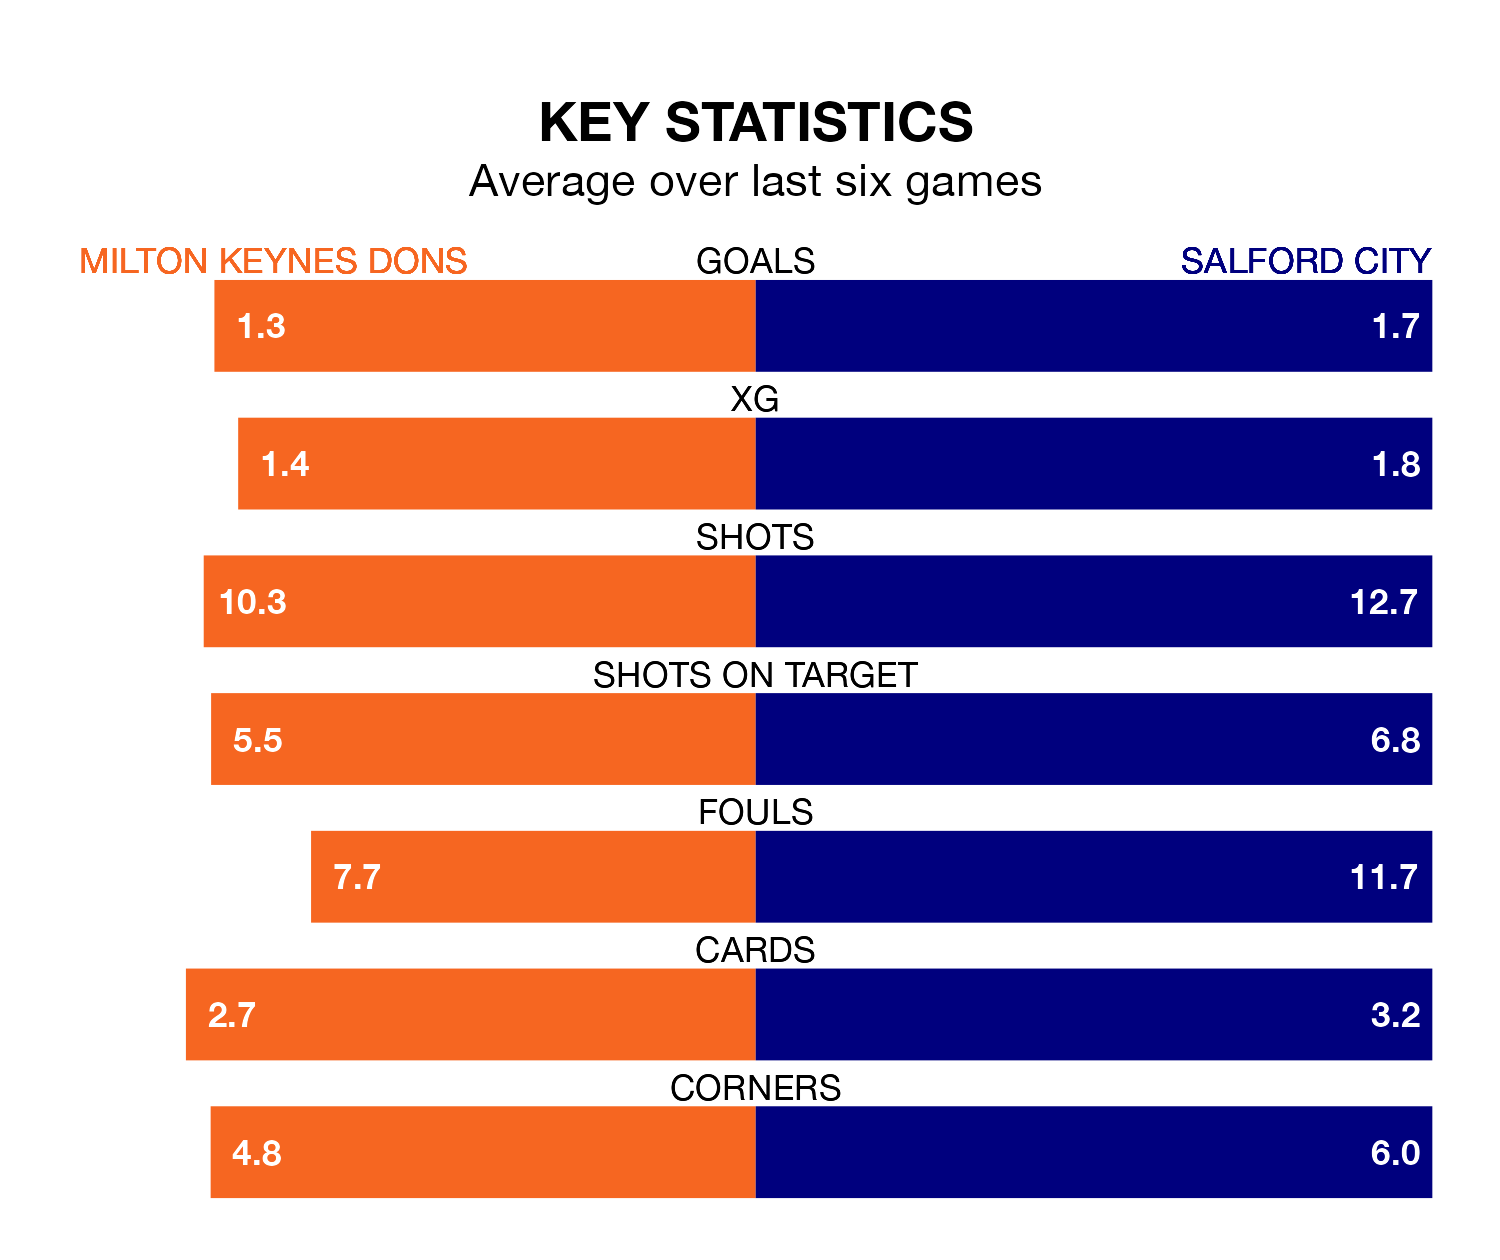 KEY STATISTICS
Average over last six games
MILTON KEYNES DONS GOALS SALFORD CITY
1.3 1.7
XG
1.4 1.8
SHOTS
10.3 12.7
SHOTS ON TARGET
5.5 6.8
FOULS
7.7 11.7
CARDS
2.7 3.2
CORNERS
4.8 6.0